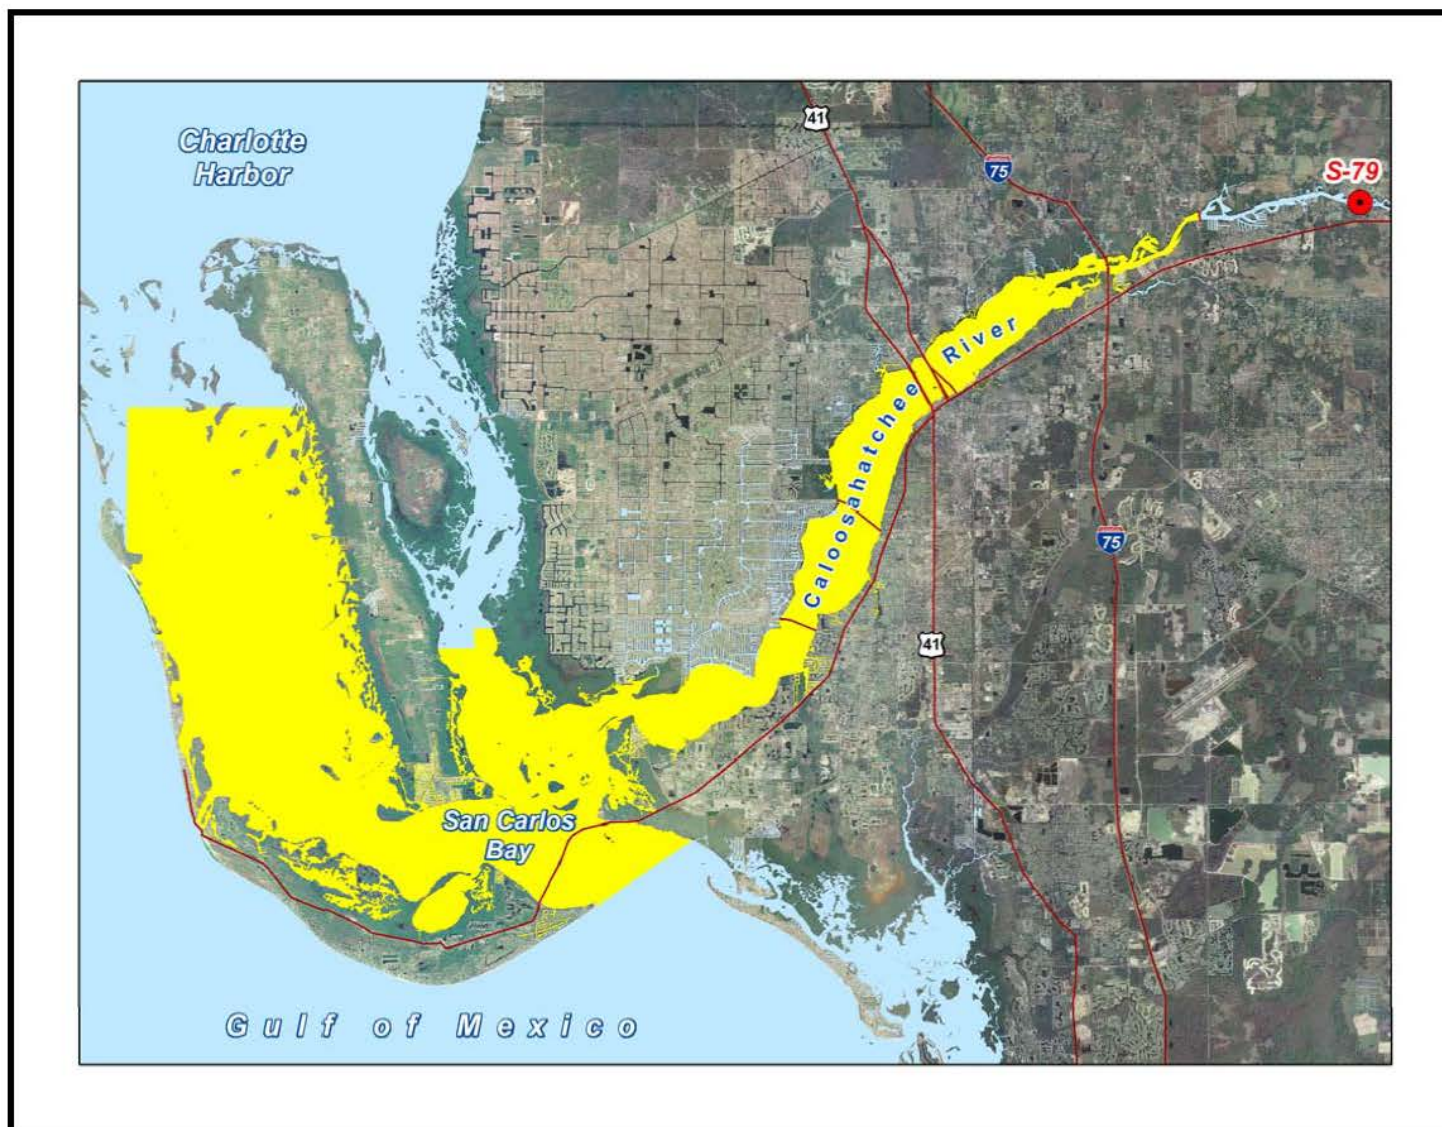 Charlotte
Harbor
41
75
S-79
Caloosahatchee River
75
41
San Carlos
Bay
Gulf of Mexico